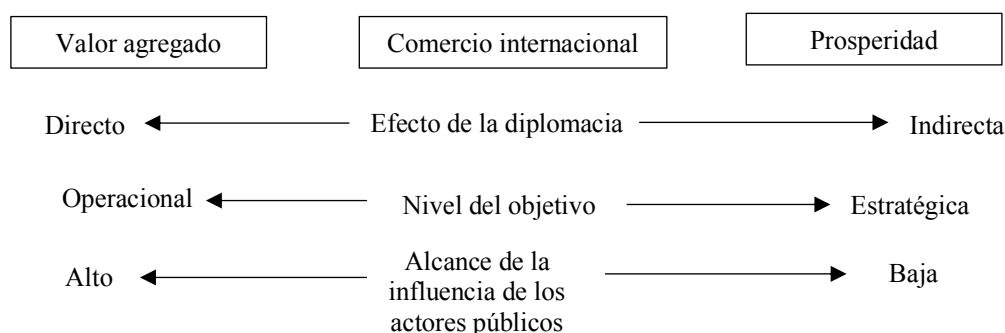 Valor agregado
Comercio internacional
Prosperidad
Directo
Efecto de la diplomacia
Indirecta
Operacional
Nivel del objetivo
Estratégica
Alto
Alcance de la
influencia de los
actores públicos
Baja